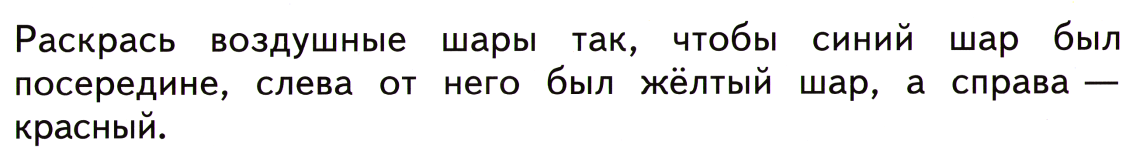 Раскрась воздушные шары так, чтобы синий шар был
посередине, слева от него был жёлтый шар, а справа —
красный.